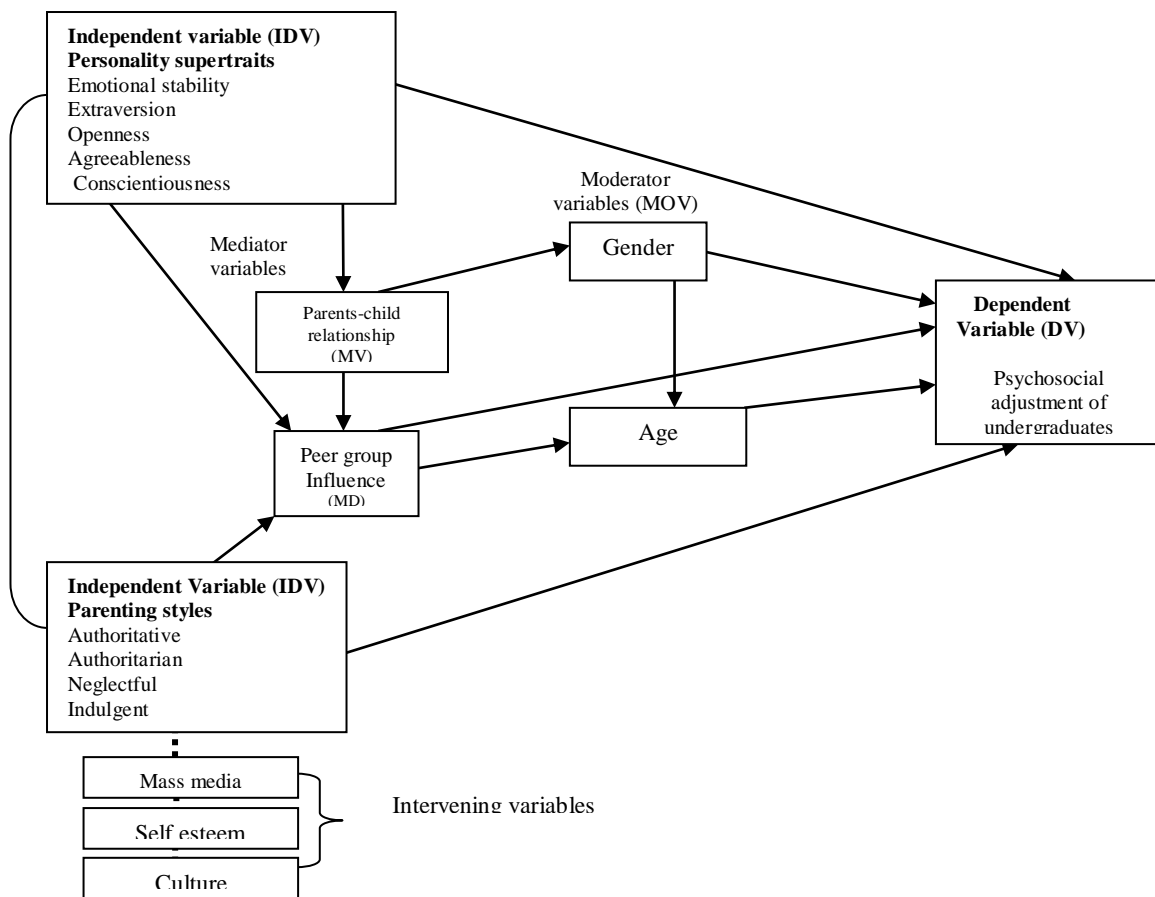 Independent variable (IDV)
Personality supertraits
Emotional stability
Extraversion
Openness
Agreeableness
Conscientiousness
Mediator
variables
Moderator
variables (MOV)
Gender
Parents-child
relationship
(MV)
Dependent
Variable (DV)
Psychosocial
adjustment of
undergraduates
Age
Peer group
Influence
(MD)
Independent Variable (IDV)
Parenting styles
Authoritative
Authoritarian
Neglectful
Indulgent
Mass media
Self esteem
Culture
Intervening variables